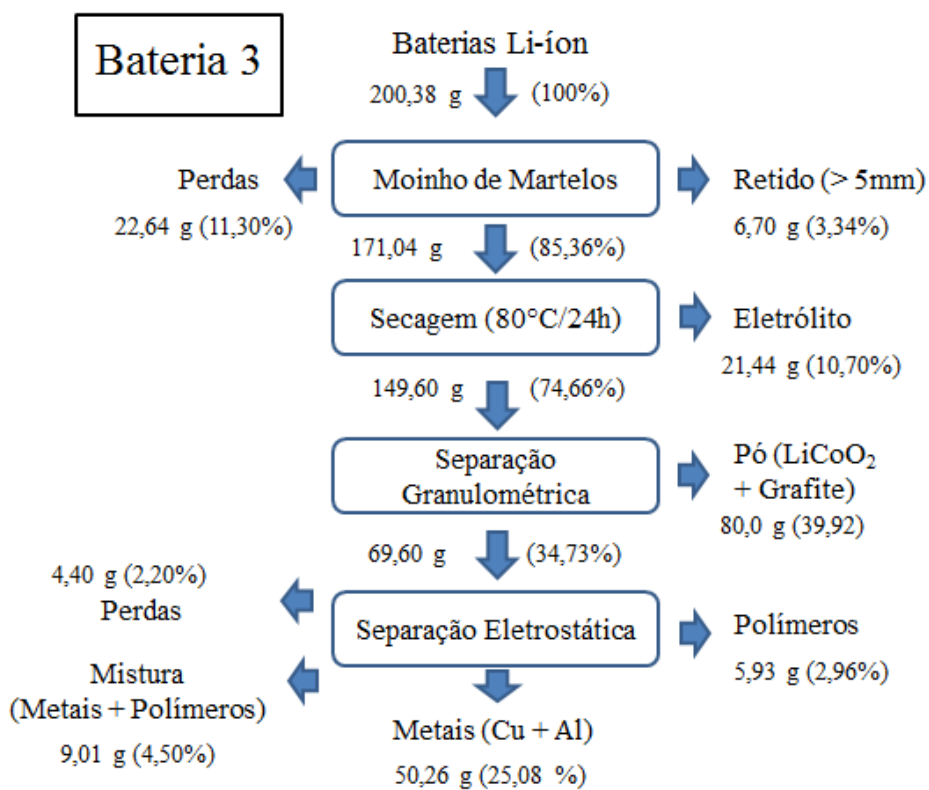 Bateria 3
Baterias Li-íon
200,38 g (100%)
Moinho de Martelos
Perdas
22,64 g (11,30%)
Retido (> 5mm)
6,70 g (3,34%)
171,04 g (85,36%)
Secagem (80°C/24h)
Eletrólito
21,44 g (10,70%)
149,60 g (74,66%)
Separação
Granulométrica
Pó (LiCoO₂
+ Grafite)
80,0 g (39,92)
69,60 g (34,73%)
4,40 g (2,20%)
Perdas
Separação Eletrostática
Polímeros
5,93 g (2,96%)
Mistura
(Metais + Polímeros)
9,01 g (4,50%)
Metais (Cu + Al)
50,26 g (25,08 %)